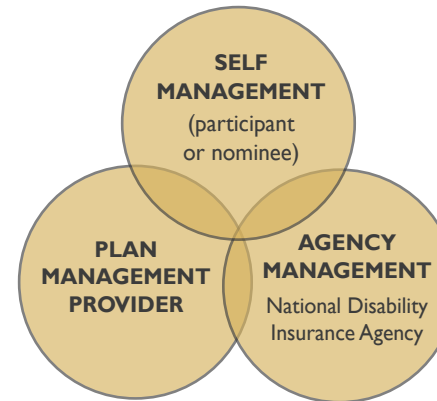 SELF
MANAGEMENT
(participant
or nominee)
PLAN
MANAGEMENT
PROVIDER
AGENCY
MANAGEMENT
National Disability
Insurance Agency